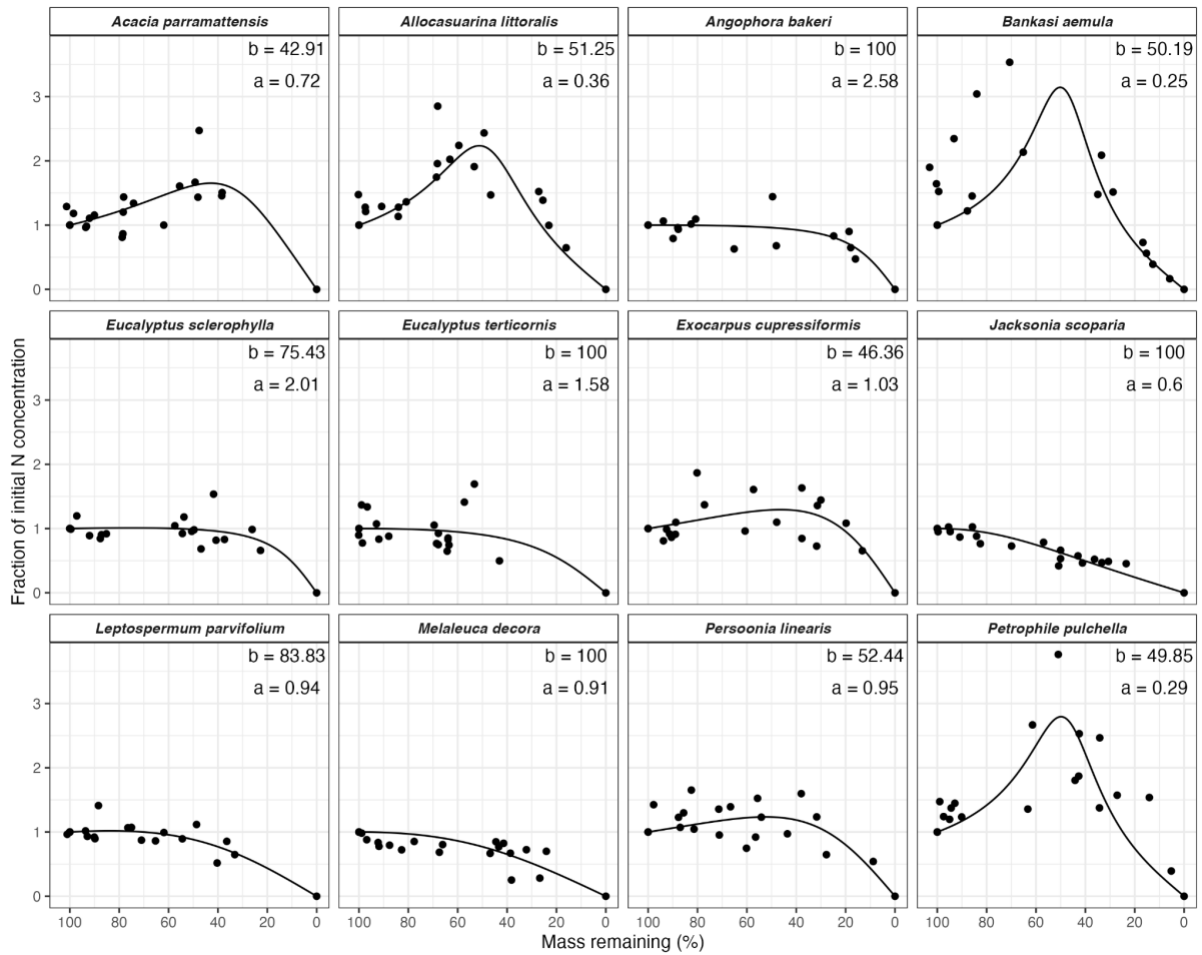 Acacia parramattensis
Allocasuarina littoralis
Angophora bakeri
Bankasi aemula
b = 42.91
a = 0.72
b = 51.25
a = 0.36
b = 100
a = 2.58
b = 50.19
a = 0.25
3
2
1
0
Eucalyptus sclerophylla
Eucalyptus terticornis
Exocarpus cupressiformis
Jacksonia scoparia
b = 75.43
a = 2.01
b = 100
a = 1.58
b = 46.36
a = 1.03
b = 100
a = 0.6
3
2
1
0
Fraction of initial N concentration
Leptospermum parvifolium
Melaleuca decora
Persoonia linearis
Petrophile pulchella
b = 83.83
a = 0.94
b = 100
a = 0.91
b = 52.44
a = 0.95
b = 49.85
a = 0.29
3
2
1
0
100 80 60 40 20 0
100 80 60 40 20 0
100 80 60 40 20 0
100 80 60 40 20 0
Mass remaining (%)